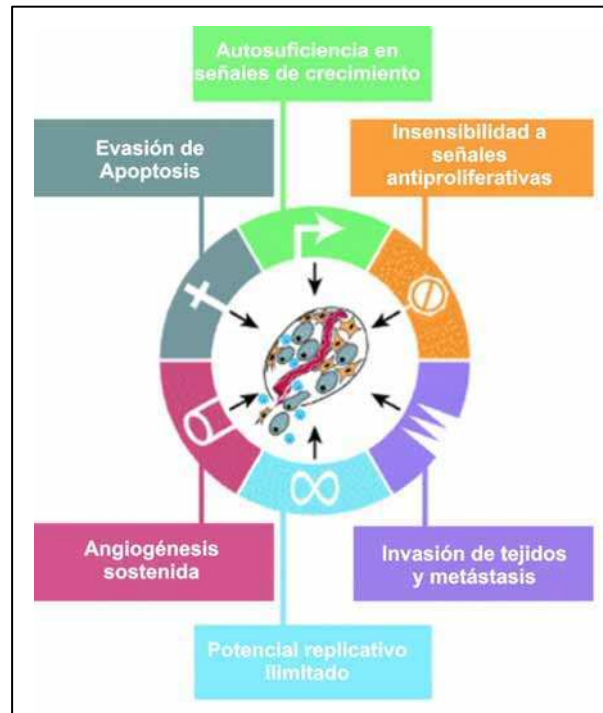 Autosuficiencia en
señales de crecimiento
Evasión de
Apoptosis
Insensibilidad a
señales
antiproliferativas
Angiogénesis
sostenida
Invasión de tejidos
y metástasis
Potencial replicativo
ilimitado